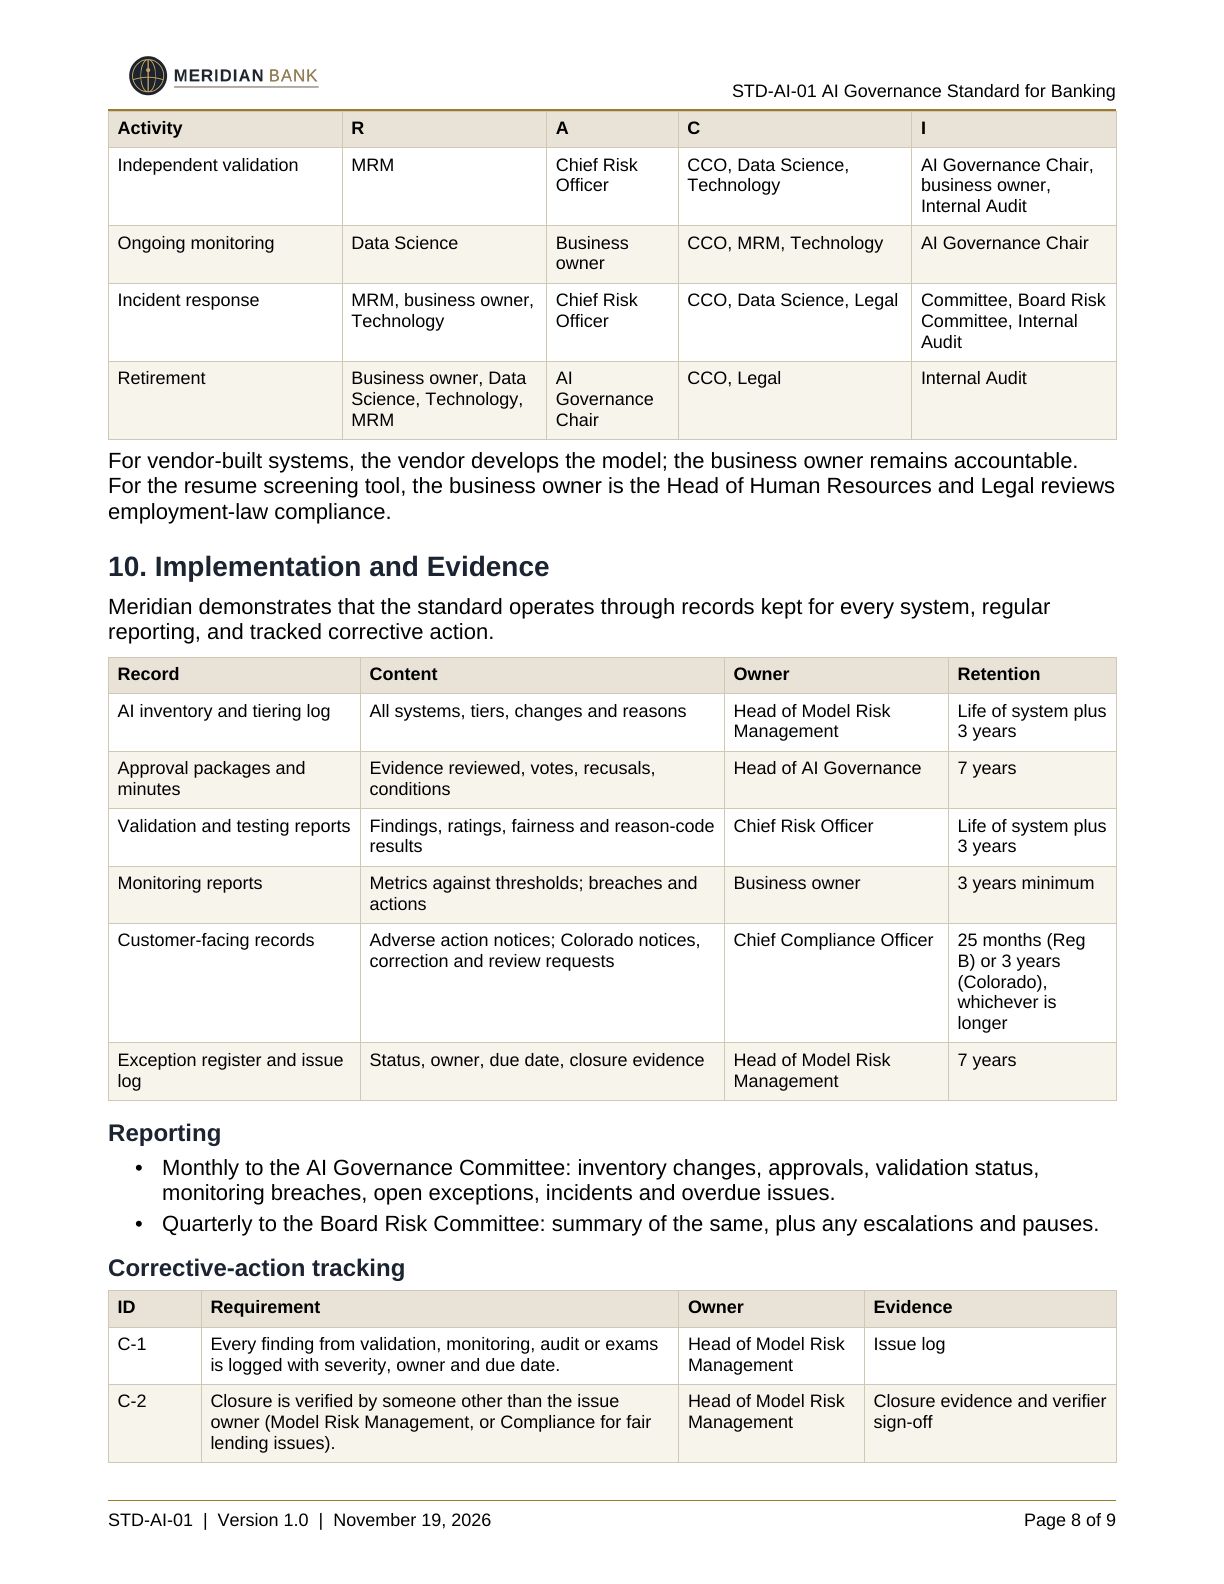 MERIDIAN BANK
STD-AI-01 AI Governance Standard for Banking
Activity R A C I
Independent validation MRM Chief Risk Officer CCO, Data Science, Technology AI Governance Chair, business owner, Internal Audit
Ongoing monitoring Data Science Business owner CCO, MRM, Technology AI Governance Chair
Incident response MRM, business owner, Technology Chief Risk Officer CCO, Data Science, Legal Committee, Board Risk Committee, Internal Audit
Retirement Business owner, Data Science, Technology, MRM AI Governance Chair CCO, Legal Internal Audit
For vendor-built systems, the vendor develops the model; the business owner remains accountable.
For the resume screening tool, the business owner is the Head of Human Resources and Legal reviews
employment-law compliance.
10. Implementation and Evidence
Meridian demonstrates that the standard operates through records kept for every system, regular
reporting, and tracked corrective action.
Record Content Owner Retention
AI inventory and tiering log All systems, tiers, changes and reasons Head of Model Risk Management Life of system plus 3 years
Approval packages and minutes Evidence reviewed, votes, recusals, conditions Head of AI Governance 7 years
Validation and testing reports Findings, ratings, fairness and reason-code results Chief Risk Officer Life of system plus 3 years
Monitoring reports Metrics against thresholds; breaches and actions Business owner 3 years minimum
Customer-facing records Adverse action notices; Colorado notices, correction and review requests Chief Compliance Officer 25 months (Reg B) or 3 years (Colorado), whichever is longer
Exception register and issue log Status, owner, due date, closure evidence Head of Model Risk Management 7 years
Reporting
• Monthly to the AI Governance Committee: inventory changes, approvals, validation status,
monitoring breaches, open exceptions, incidents and overdue issues.
• Quarterly to the Board Risk Committee: summary of the same, plus any escalations and pauses.
Corrective-action tracking
ID Requirement Owner Evidence
C-1 Every finding from validation, monitoring, audit or exams is logged with severity, owner and due date. Head of Model Risk Management Issue log
C-2 Closure is verified by someone other than the issue owner (Model Risk Management, or Compliance for fair lending issues). Head of Model Risk Management Closure evidence and verifier sign-off
STD-AI-01 | Version 1.0 | November 19, 2026
Page 8 of 9